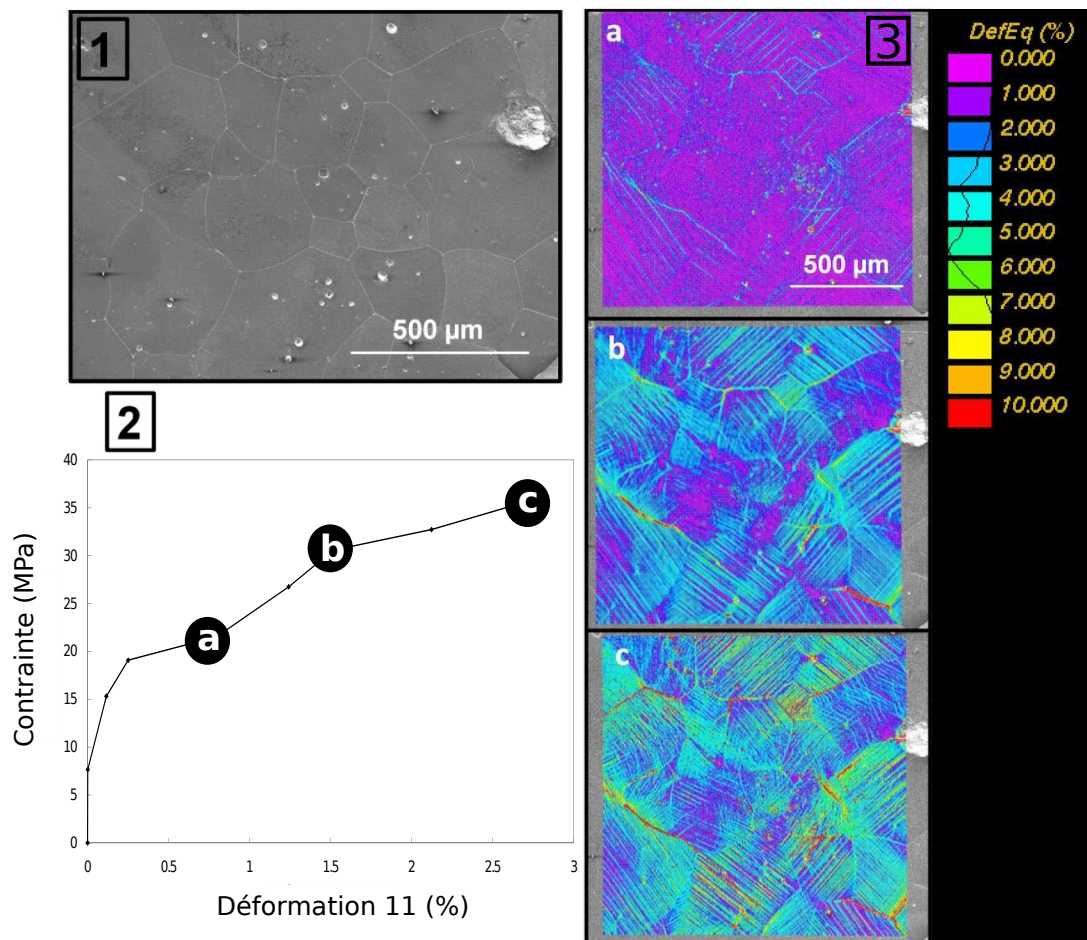 1
500 µm
2
Contrainte (MPa)
40
35
30
25
20
15
10
5
0
a
b
c
0
0.5
1
1.5
2
2.5
3
Déformation 11 (%)
a
3
500 µm
b
c
DefEq (%)
0.000
1.000
2.000
3.000
4.000
5.000
6.000
7.000
8.000
9.000
10.000